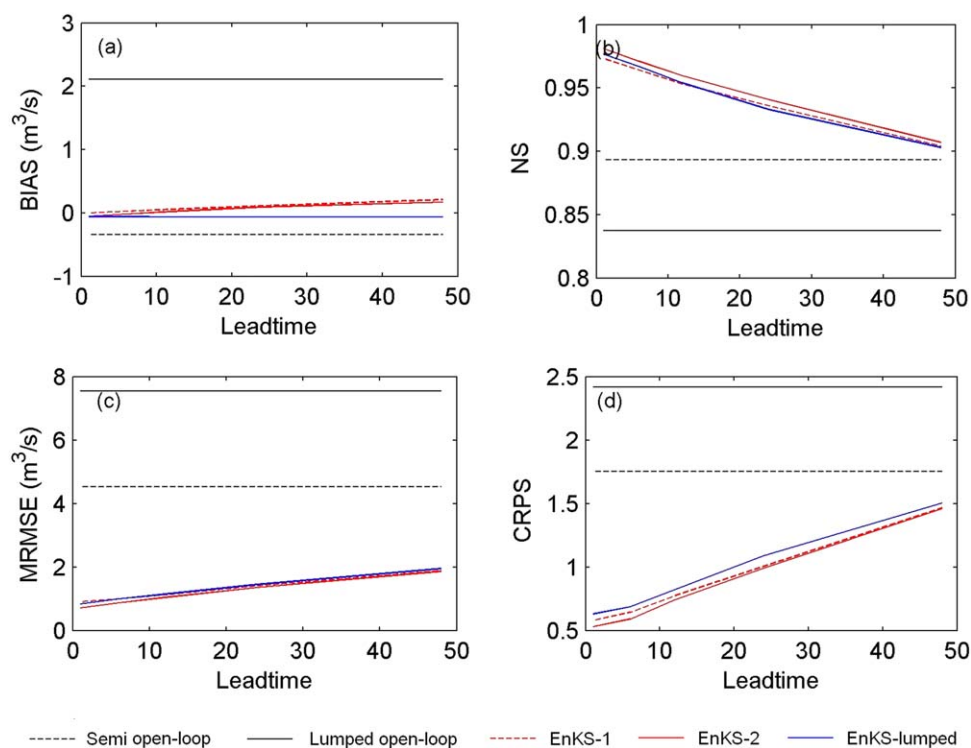 (a)
BIAS (m³/s)
3
2
1
0
-1
0 10 20 30 40 50
Leadtime
(b)
NS
1
0.95
0.9
0.85
0.8
0 10 20 30 40 50
Leadtime
(c)
MRMSE (m³/s)
8
6
4
2
0
0 10 20 30 40 50
Leadtime
(d)
CRPS
2.5
2
1.5
1
0.5
0 10 20 30 40 50
Leadtime
Semi open-loop Lumped open-loop EnKS-1 EnKS-2 EnKS-lumped